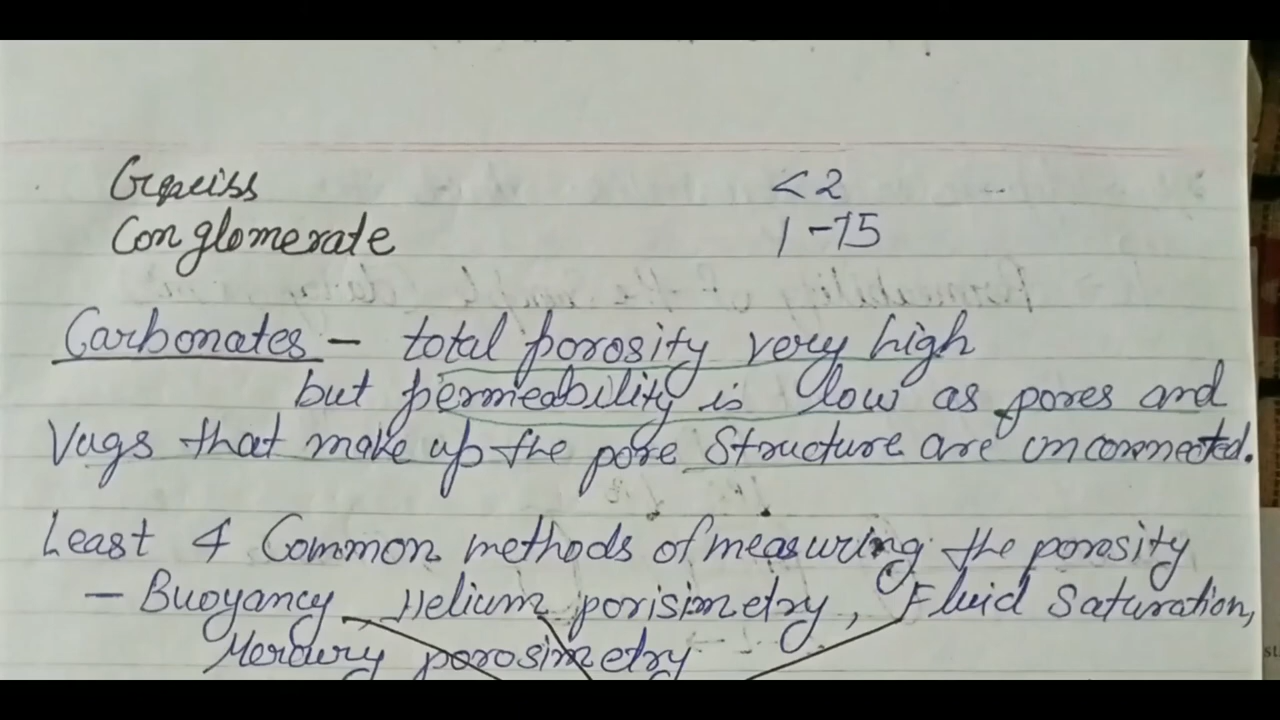 Gneiss <2
Conglomerate 1-15
Carbonates - total porosity very high
but permeability is low as pores and
Vugs that make up the pore Structure are unconnected.
Least 4 Common methods of measuring the porosity
- Buoyancy, Helium porisimetry, Fluid Saturation,
Mercury porosimetry